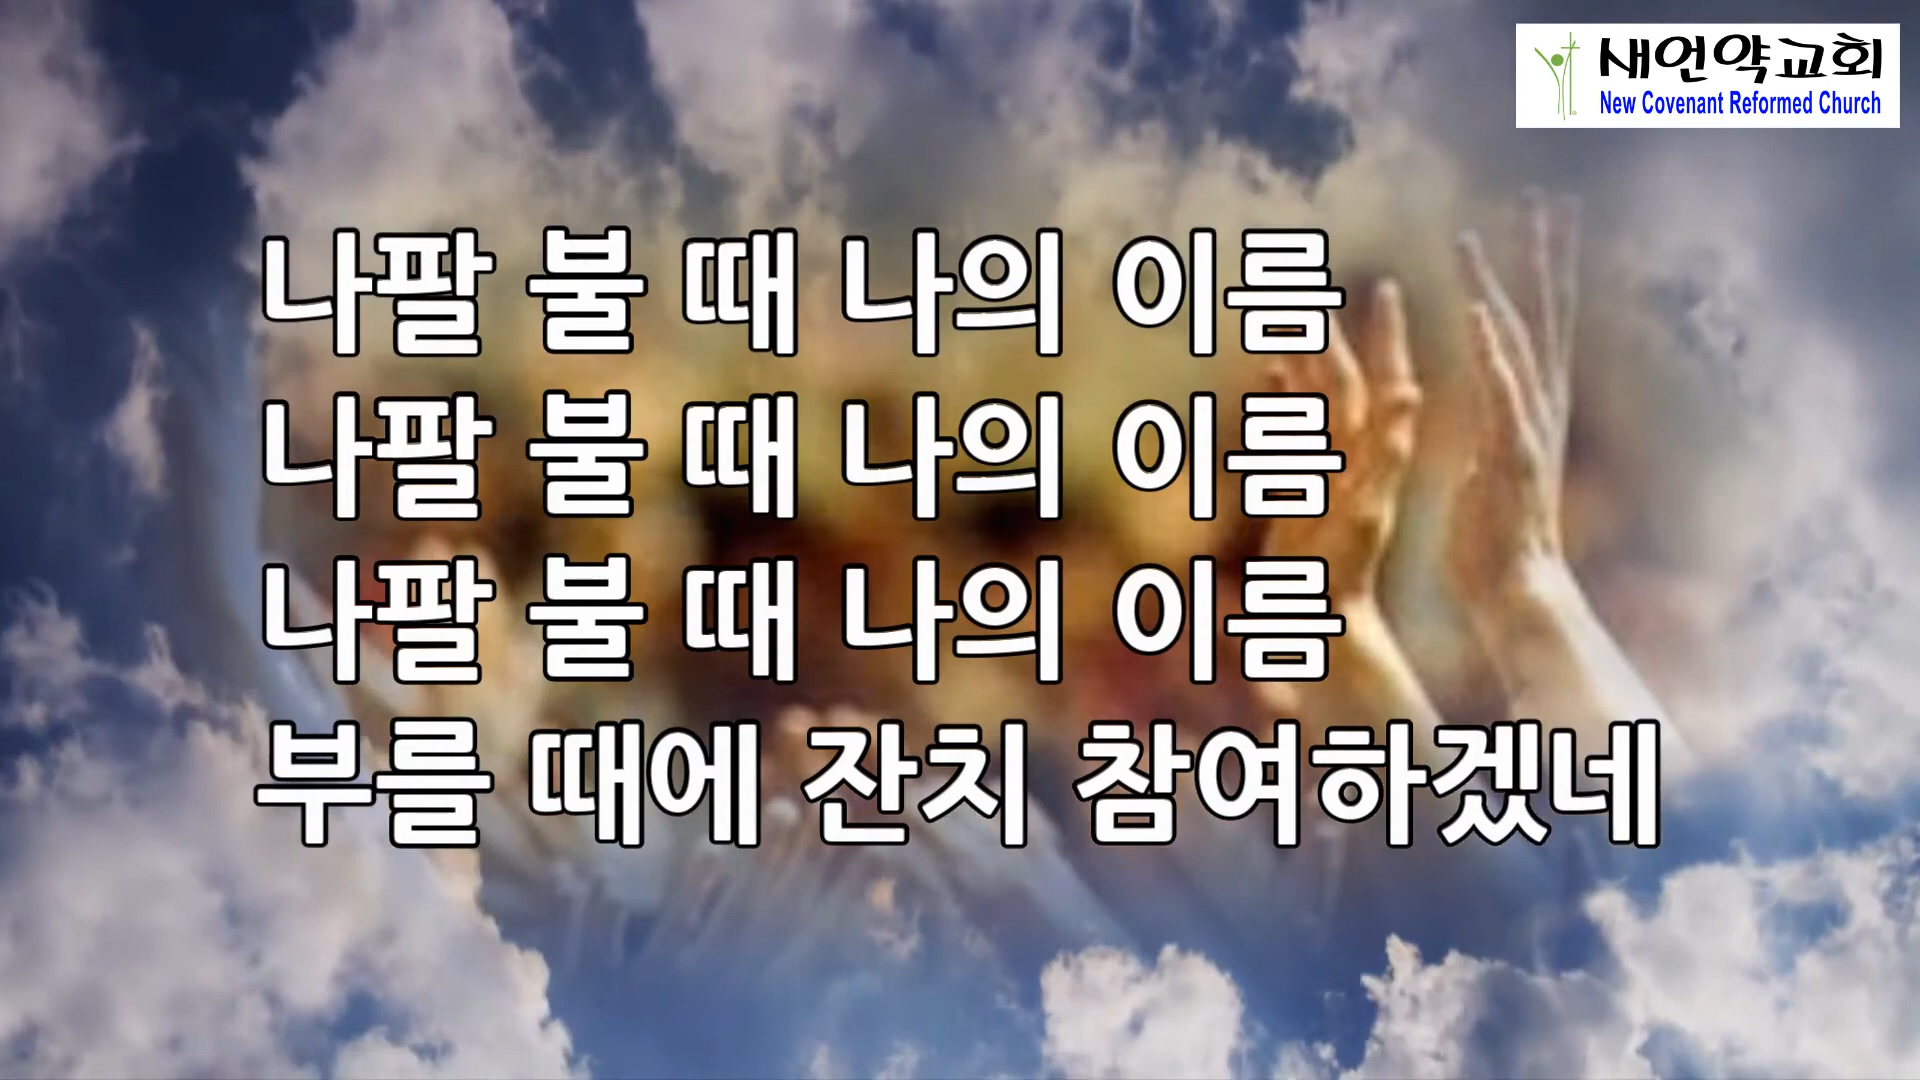 새언약교회
New Covenant Reformed Church
나팔 불 때 나의 이름
나팔 불 때 나의 이름
나팔 불 때 나의 이름
부를 때에 잔치 참여하겠네